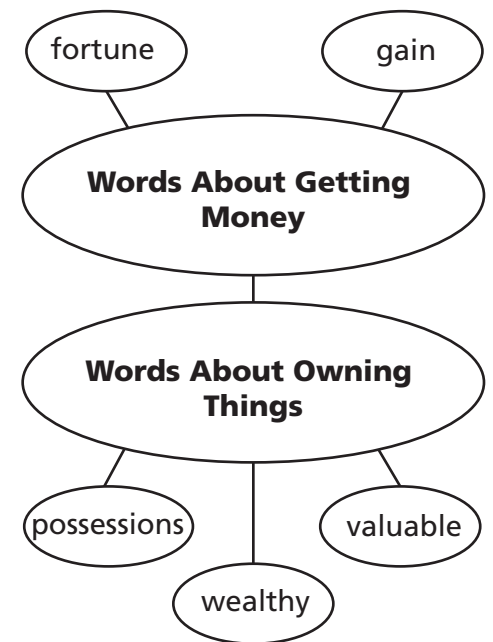 fortune
gain
Words About Getting
Money
Words About Owning
Things
possessions
valuable
wealthy